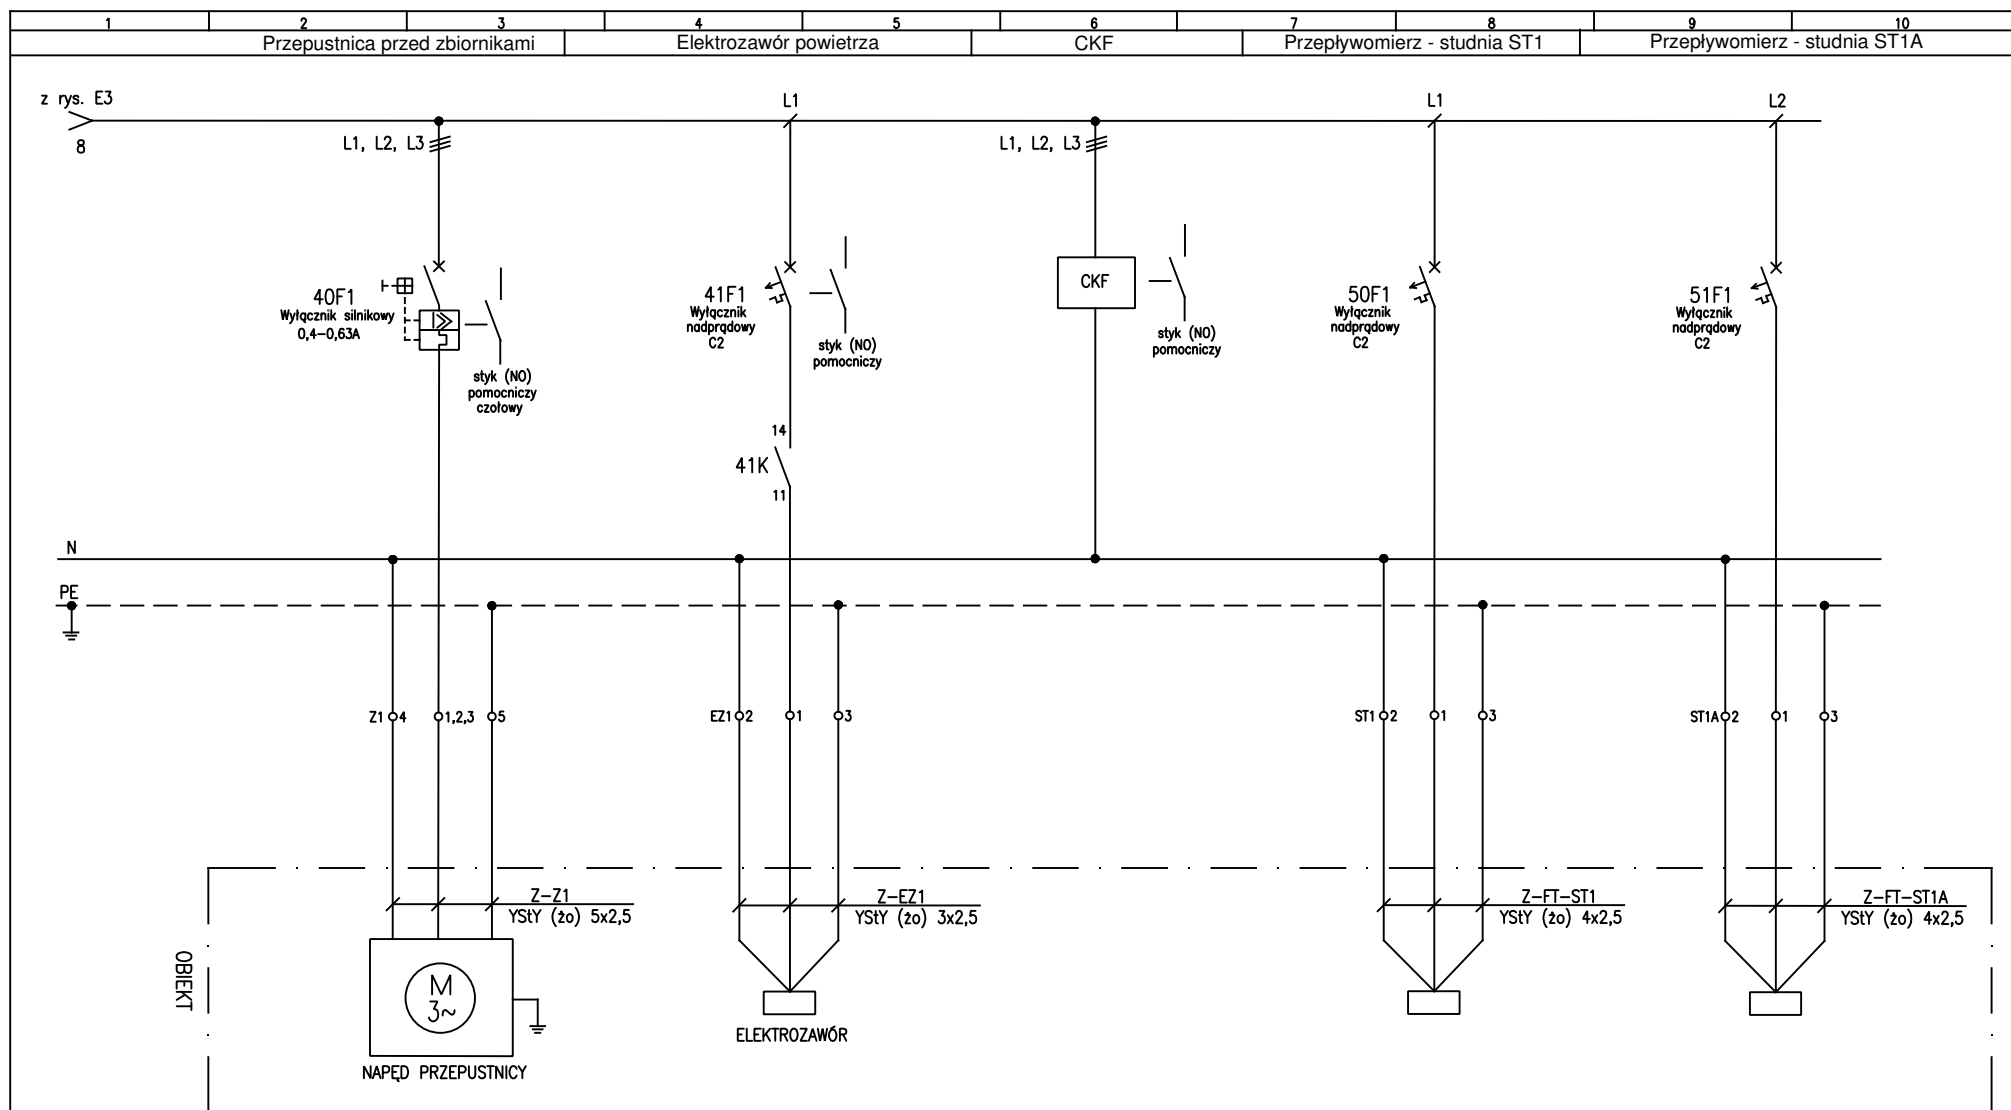 1 2 3 4 5 6 7 8 9 10
Przepustnica przed zbiornikami Elektrozawór powietrza CKF Przepływomierz - studnia ST1 Przepływomierz - studnia ST1A
z rys. E3
8
L1 L1 L2
L1, L2, L3 L1, L2, L3
40F1
Wyłącznik silnikowy
0,4–0,63A
styk (NO)
pomocniczy
czołowy
41F1
Wyłącznik
nadprądowy
C2
styk (NO)
pomocniczy
14
41K
11
CKF
styk (NO)
pomocniczy
50F1
Wyłącznik
nadprądowy
C2
51F1
Wyłącznik
nadprądowy
C2
N
PE
Z1 4 1,2,3 5 EZ1 2 1 3 ST1 2 1 3 ST1A 2 1 3
Z–Z1
YStY (żo) 5x2,5
Z–EZ1
YStY (żo) 3x2,5
Z–FT–ST1
YStY (żo) 4x2,5
Z–FT–ST1A
YStY (żo) 4x2,5
OBIEKT
M
3~
NAPĘD PRZEPUSTNICY
ELEKTROZAWÓR